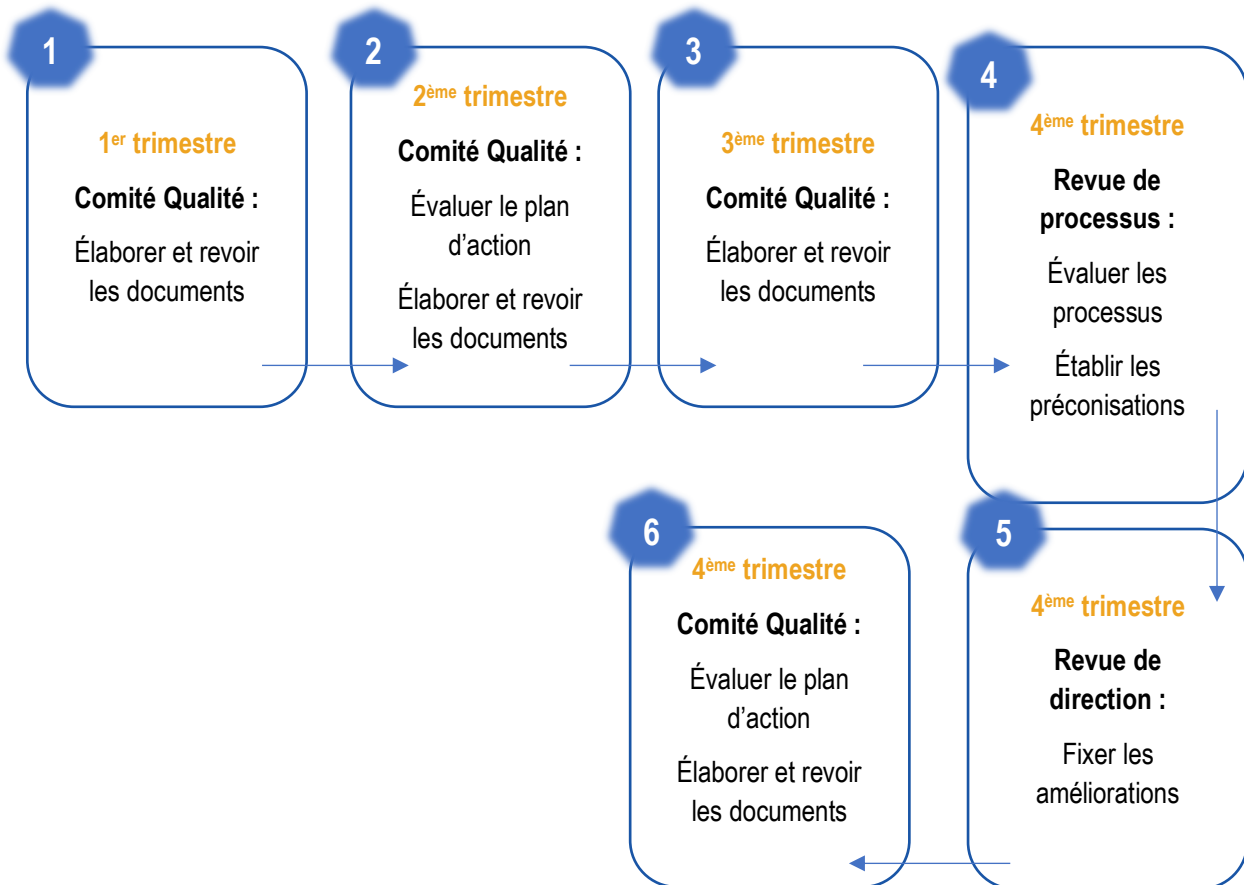 1
1er trimestre
Comité Qualité :
Élaborer et revoir
les documents
2
2ème trimestre
Comité Qualité :
Évaluer le plan
d’action
Élaborer et revoir
les documents
3
3ème trimestre
Comité Qualité :
Élaborer et revoir
les documents
4
4ème trimestre
Revue de
processus :
Évaluer les
processus
Établir les
préconisations
5
4ème trimestre
Revue de
direction :
Fixer les
améliorations
6
4ème trimestre
Comité Qualité :
Évaluer le plan
d’action
Élaborer et revoir
les documents